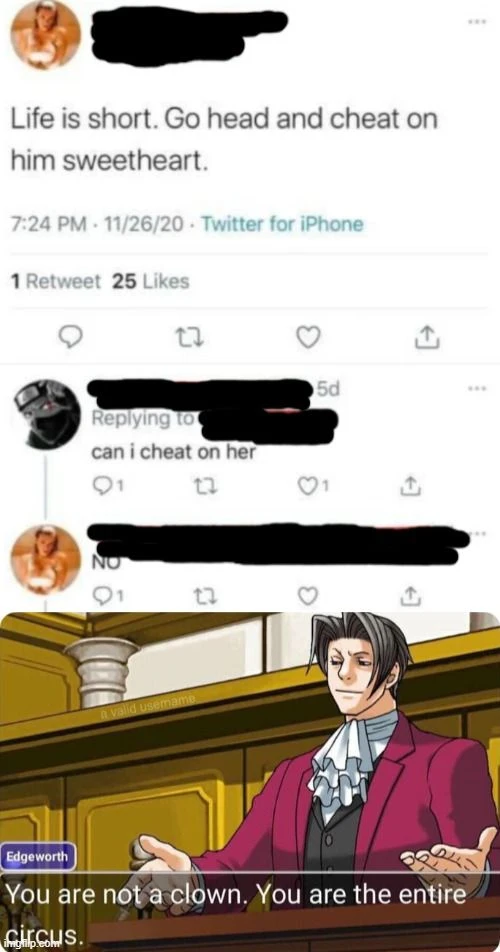 Life is short. Go head and cheat on
him sweetheart.
7:24 PM · 11/26/20 · Twitter for iPhone
1 Retweet 25 Likes
5d
Replying to
can i cheat on her
1
1
NO
1
a valid username
Edgeworth
You are not a clown. You are the entire
circus.
imgflip.com